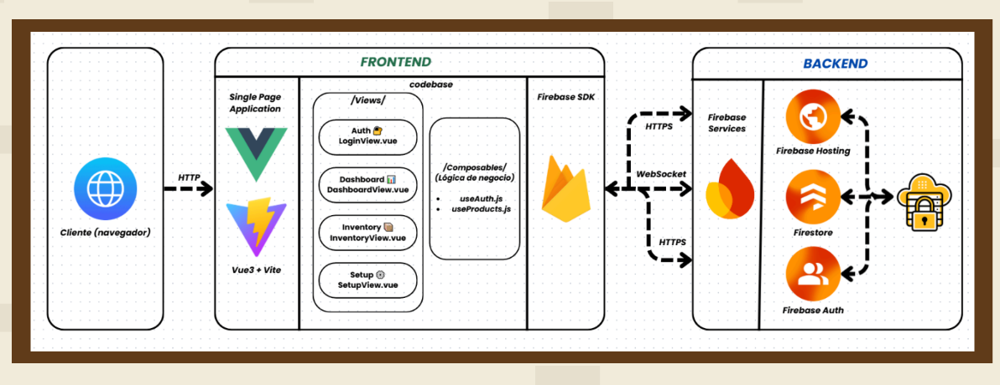 Cliente (navegador)
HTTP
FRONTEND
Single Page
Application
Vue3 + Vite
codebase
/Views/
Auth
LoginView.vue
Dashboard
DashboardView.vue
Inventory
InventoryView.vue
Setup
SetupView.vue
/Composables/
(Lógica de negocio)
• useAuth.js
• useProducts.js
Firebase SDK
HTTPS
WebSocket
HTTPS
BACKEND
Firebase
Services
Firebase Hosting
Firestore
Firebase Auth